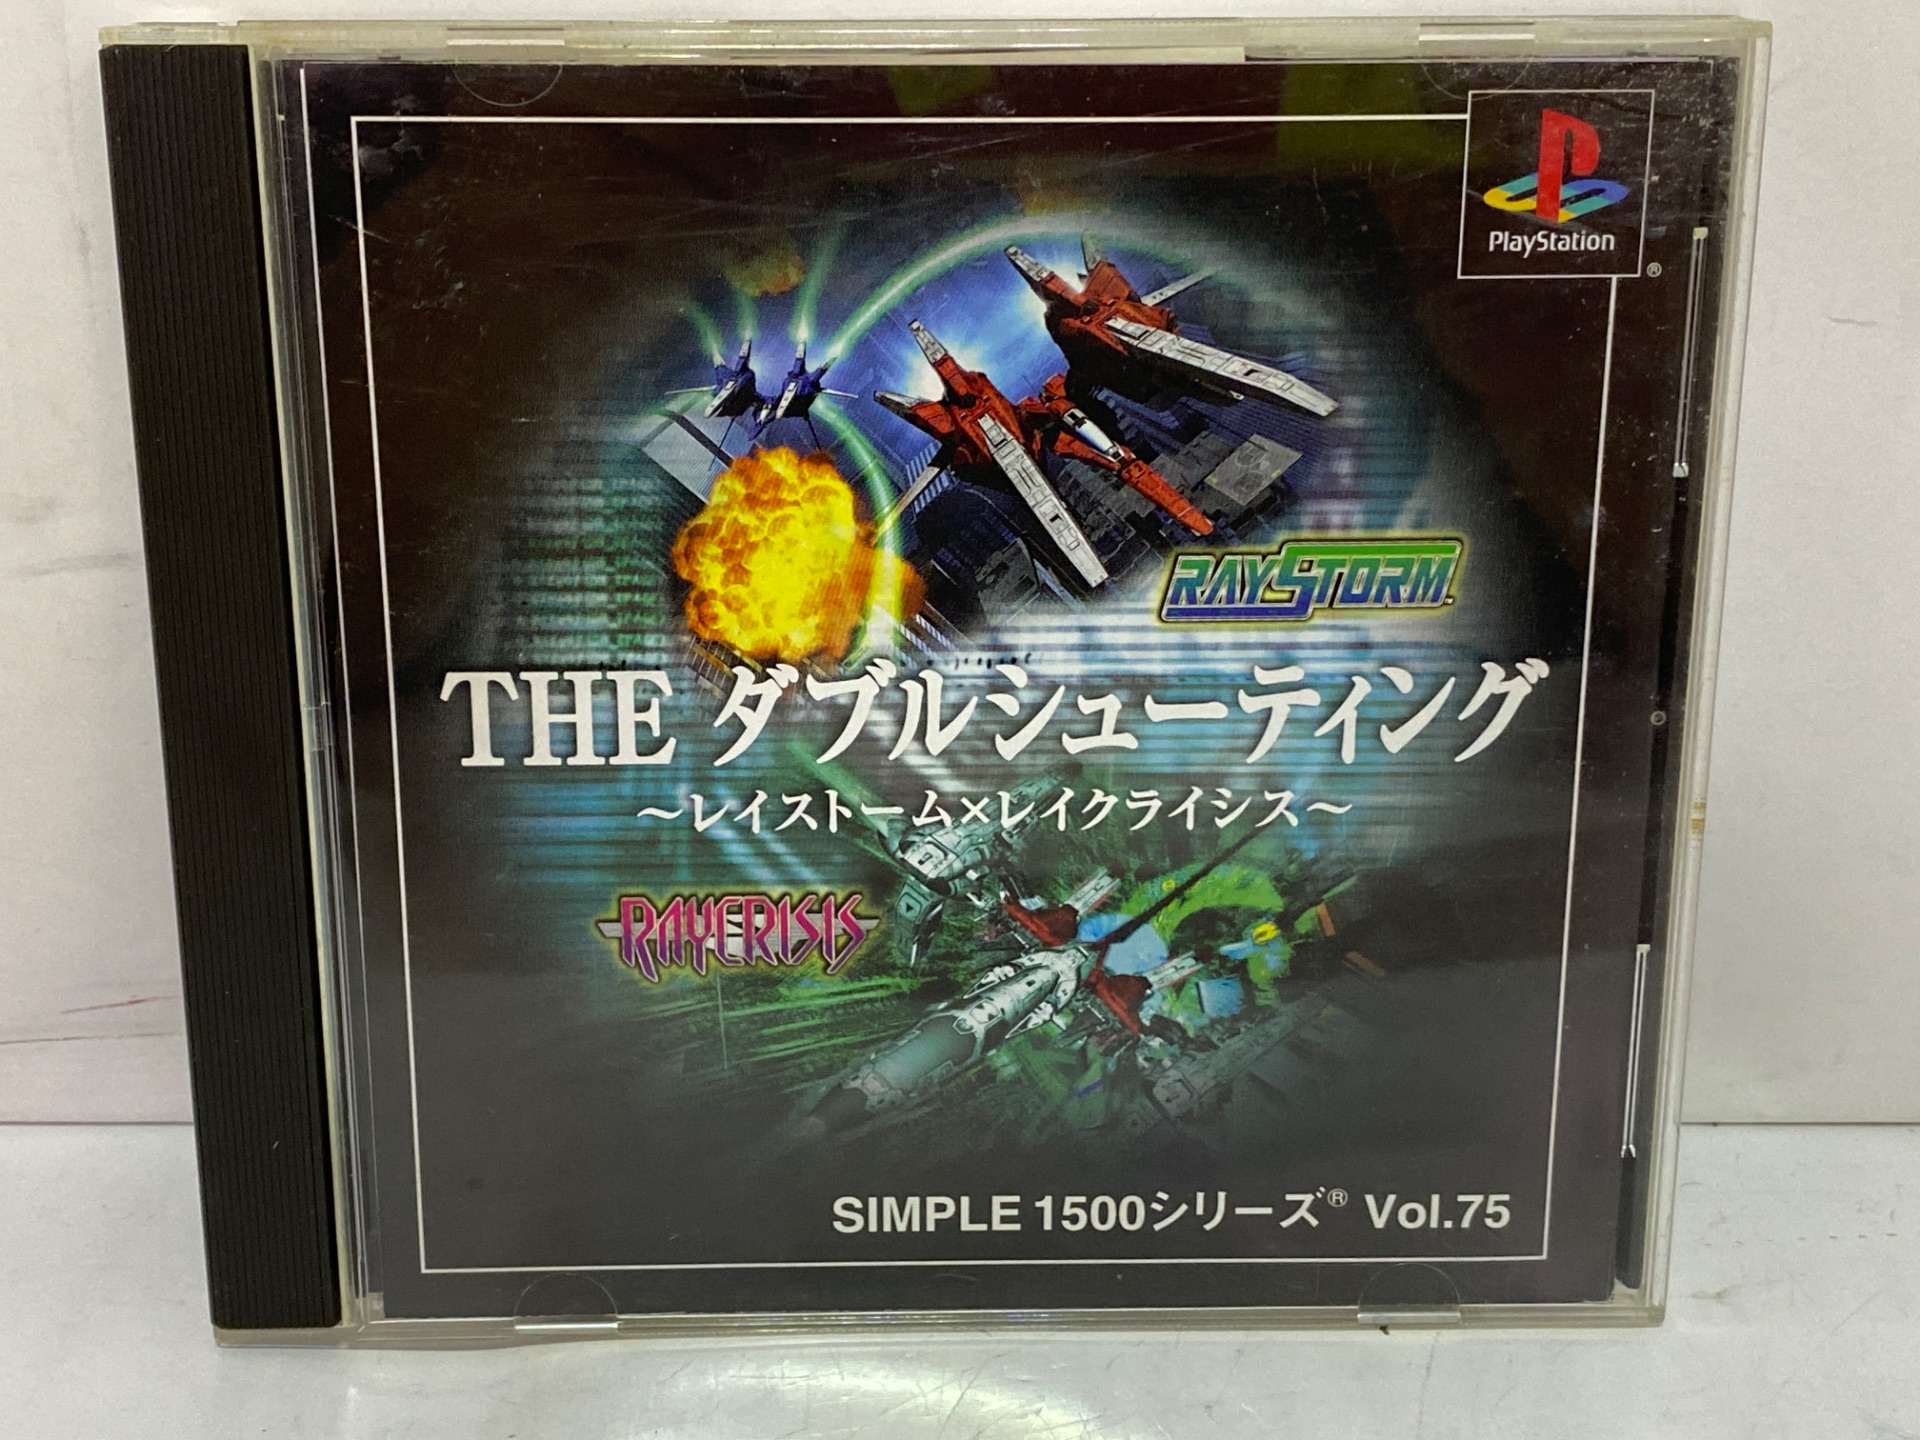 PlayStation
®
RAYSTORM™
THE ダブルシューティング
～レイストーム×レイクライシス～
RAYCRISIS
SIMPLE 1500シリーズ® Vol.75